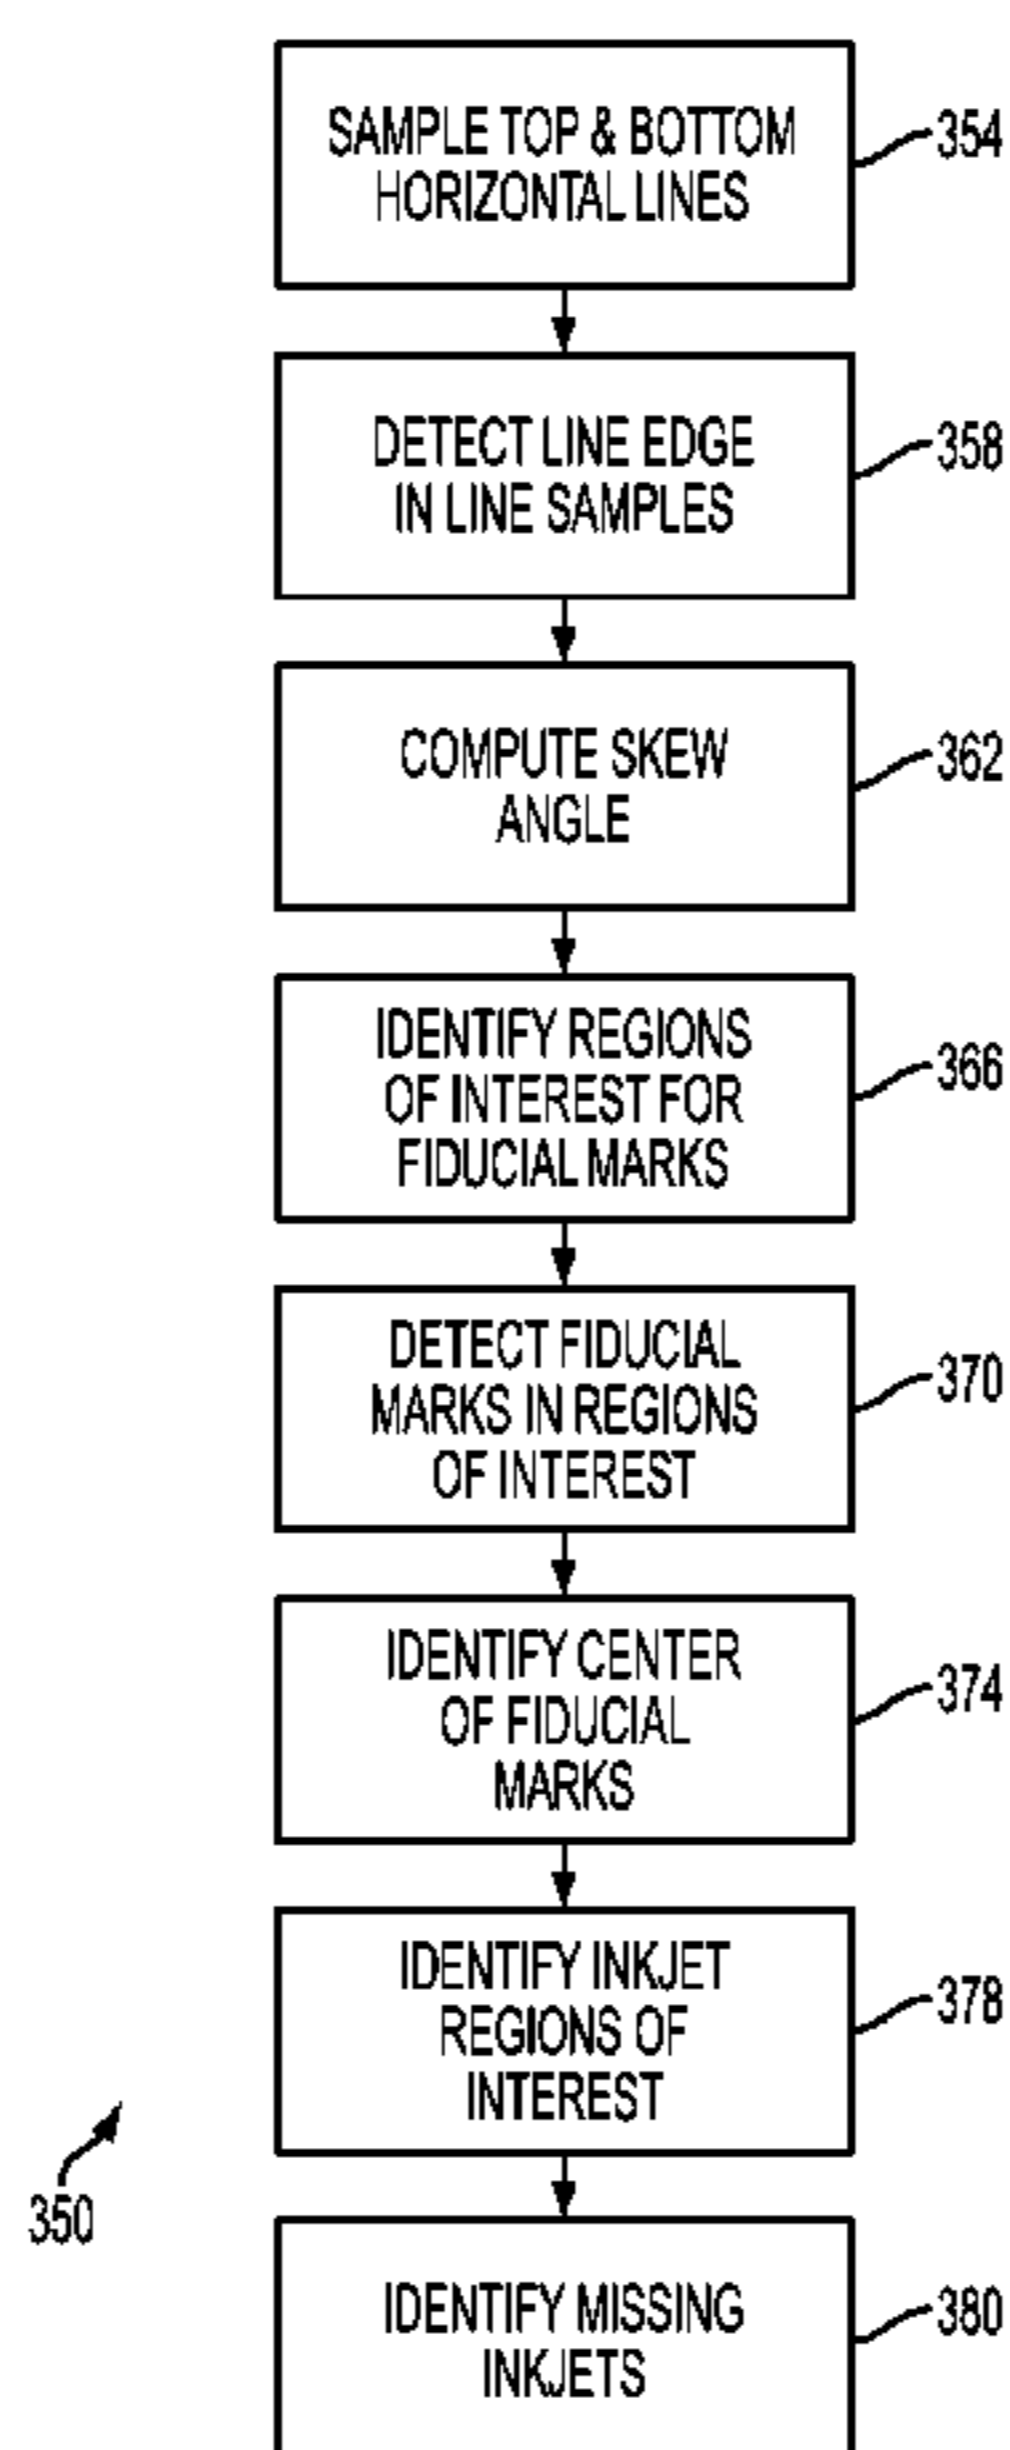 SAMPLE TOP & BOTTOM
HORIZONTAL LINES
354
DETECT LINE EDGE
IN LINE SAMPLES
358
COMPUTE SKEW
ANGLE
362
IDENTIFY REGIONS
OF INTEREST FOR
FIDUCIAL MARKS
366
DETECT FIDUCIAL
MARKS IN REGIONS
OF INTEREST
370
IDENTIFY CENTER
OF FIDUCIAL
MARKS
374
IDENTIFY INKJET
REGIONS OF
INTEREST
378
350
IDENTIFY MISSING
INKJETS
380